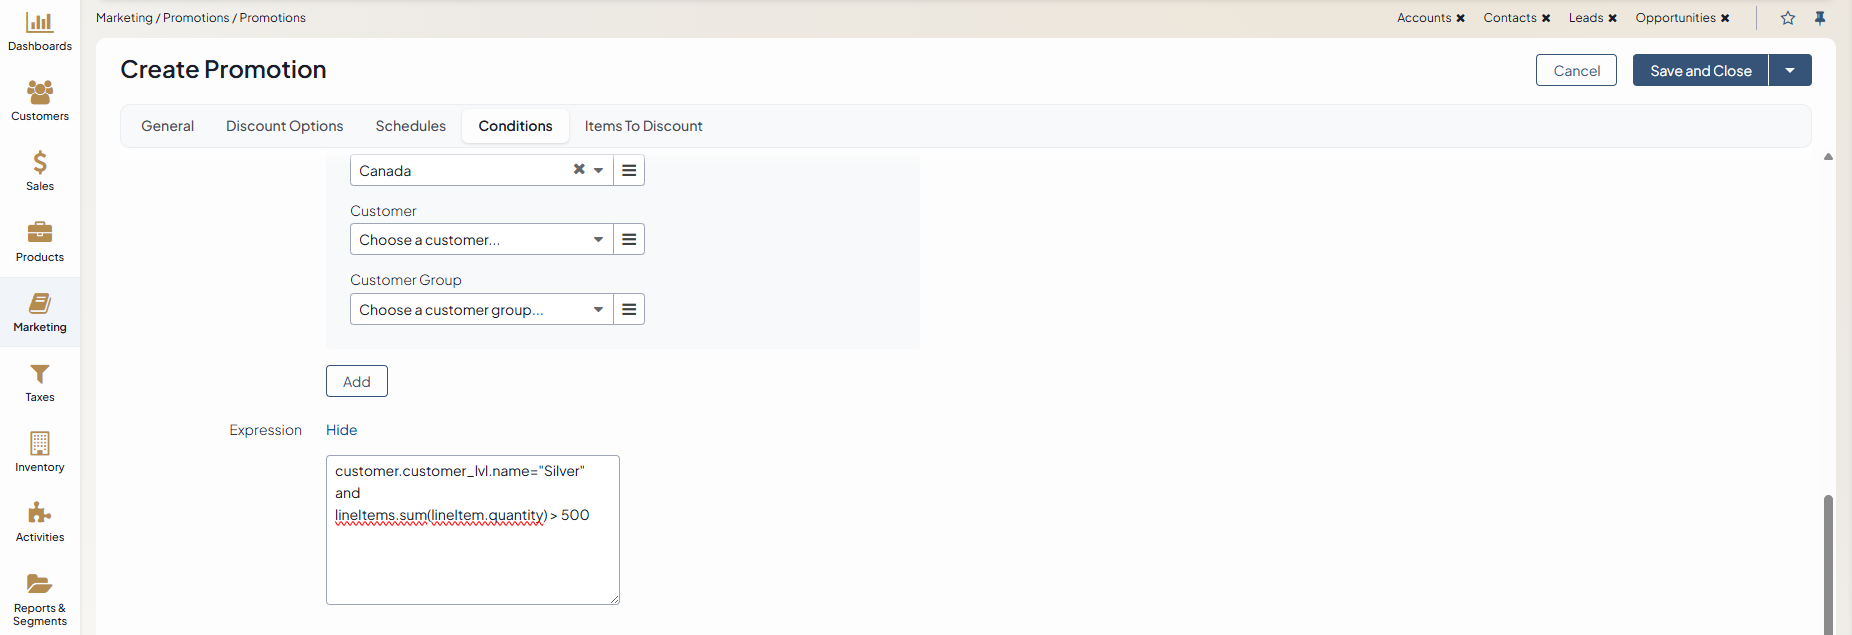 Marketing / Promotions / Promotions
Accounts ✖ Contacts ✖ Leads ✖ Opportunities ✖
Dashboards
Customers
Sales
Products
Marketing
Taxes
Inventory
Activities
Reports &
Segments
Create Promotion
Cancel
Save and Close
General Discount Options Schedules Conditions Items To Discount
Canada
Customer
Choose a customer...
Customer Group
Choose a customer group...
Add
Expression Hide
customer.customer_lvl.name="Silver"
and
lineItems.sum(lineItem.quantity) > 500